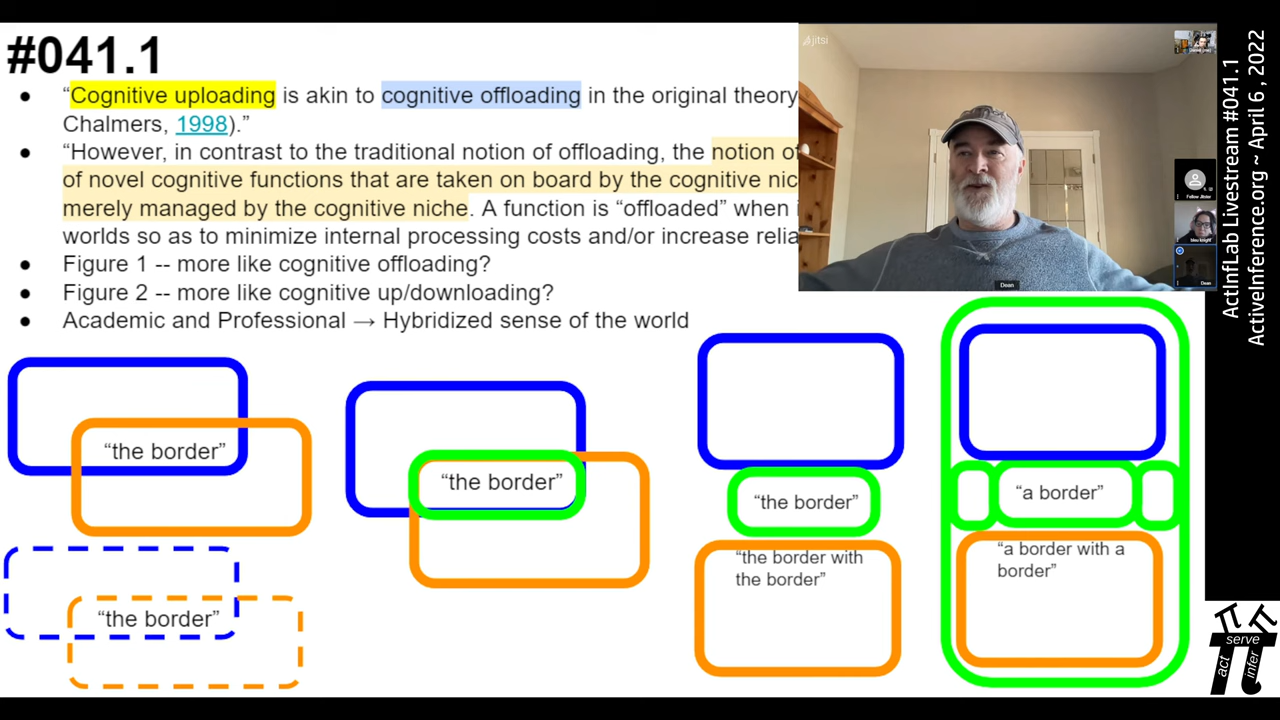 #041.1
● “Cognitive uploading is akin to cognitive offloading in the original theory
Chalmers, 1998).”
● “However, in contrast to the traditional notion of offloading, the notion of
of novel cognitive functions that are taken on board by the cognitive nic
merely managed by the cognitive niche. A function is “offloaded” when i
worlds so as to minimize internal processing costs and/or increase relia
● Figure 1 -- more like cognitive offloading?
● Figure 2 -- more like cognitive up/downloading?
● Academic and Professional → Hybridized sense of the world
“the border”
“the border”
“the border”
“the border”
“the border with
the border”
“a border”
“a border with a
border”
jitsi
Dean
Dean
ActInfLab Livestream #041.1
ActiveInference.org ~ April 6, 2022
act
serve
infer